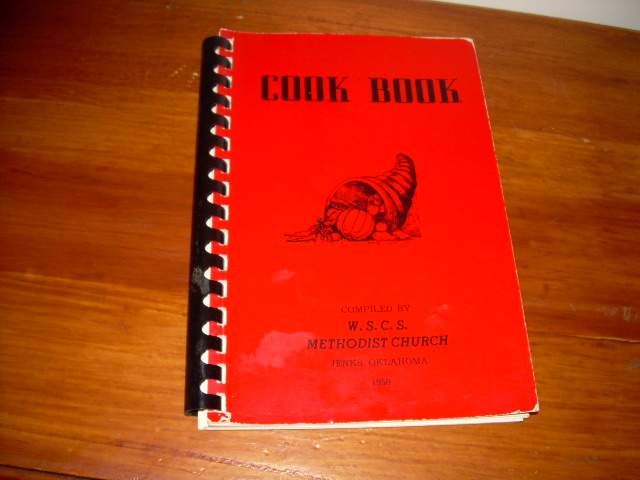 COOK BOOK
COMPILED BY
W. S. C. S.
METHODIST CHURCH
JENKS, OKLAHOMA